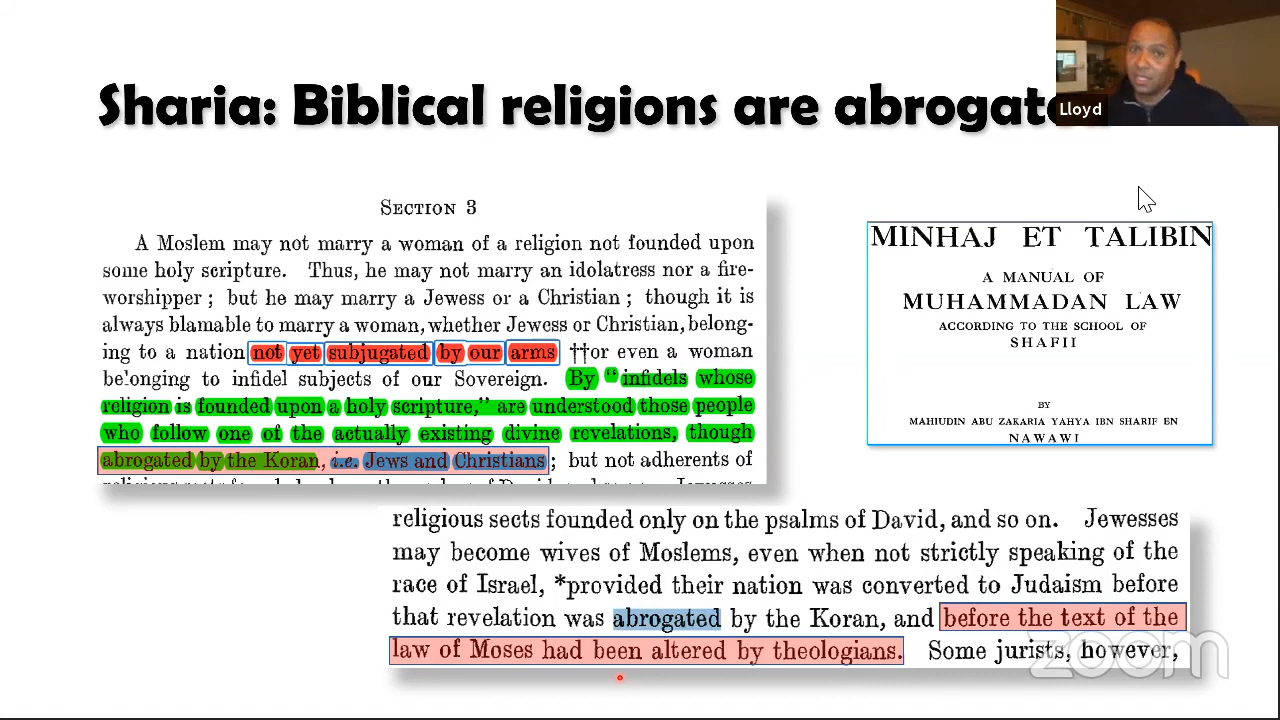 Sharia: Biblical religions are abrogat
Lloyd
SECTION 3
A Moslem may not marry a woman of a religion not founded upon
some holy scripture. Thus, he may not marry an idolatress nor a fire-
worshipper ; but he may marry a Jewess or a Christian ; though it is
always blamable to marry a woman, whether Jewess or Christian, belong-
ing to a nation not yet subjugated by our arms ††or even a woman
be'onging to infidel subjects of our Sovereign. By “infidels whose
religion is founded upon a holy scripture,” are understood those people
who follow one of the actually existing divine revelations, though
abrogated by the Koran, i.e. Jews and Christians ; but not adherents of
MINHAJ ET TALIBIN
A MANUAL OF
MUHAMMADAN LAW
ACCORDING TO THE SCHOOL OF
SHAFII
BY
MAHIUDIN ABU ZAKARIA YAHYA IBN SHARIF EN
NAWAWI
religious sects founded only on the psalms of David, and so on. Jewesses
may become wives of Moslems, even when not strictly speaking of the
race of Israel, *provided their nation was converted to Judaism before
that revelation was abrogated by the Koran, and before the text of the
law of Moses had been altered by theologians. Some jurists, however,
zoom